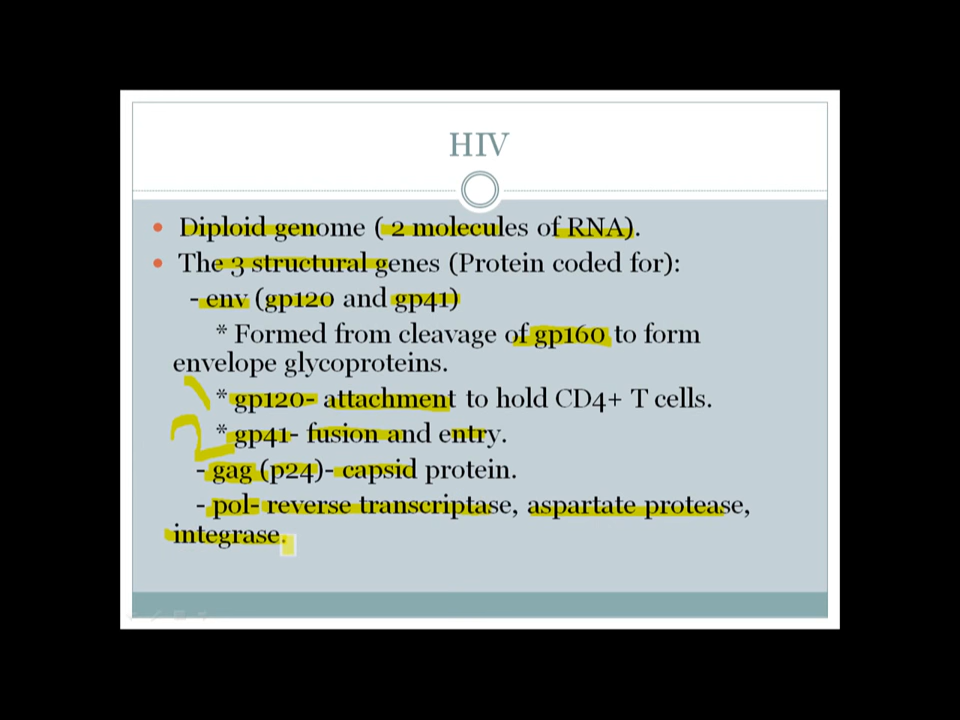 HIV
• Diploid genome ( 2 molecules of RNA).
• The 3 structural genes (Protein coded for):
- env (gp120 and gp41)
* Formed from cleavage of gp160 to form
envelope glycoproteins.
* gp120- attachment to hold CD4+ T cells.
* gp41- fusion and entry.
- gag (p24)- capsid protein.
- pol- reverse transcriptase, aspartate protease,
integrase.